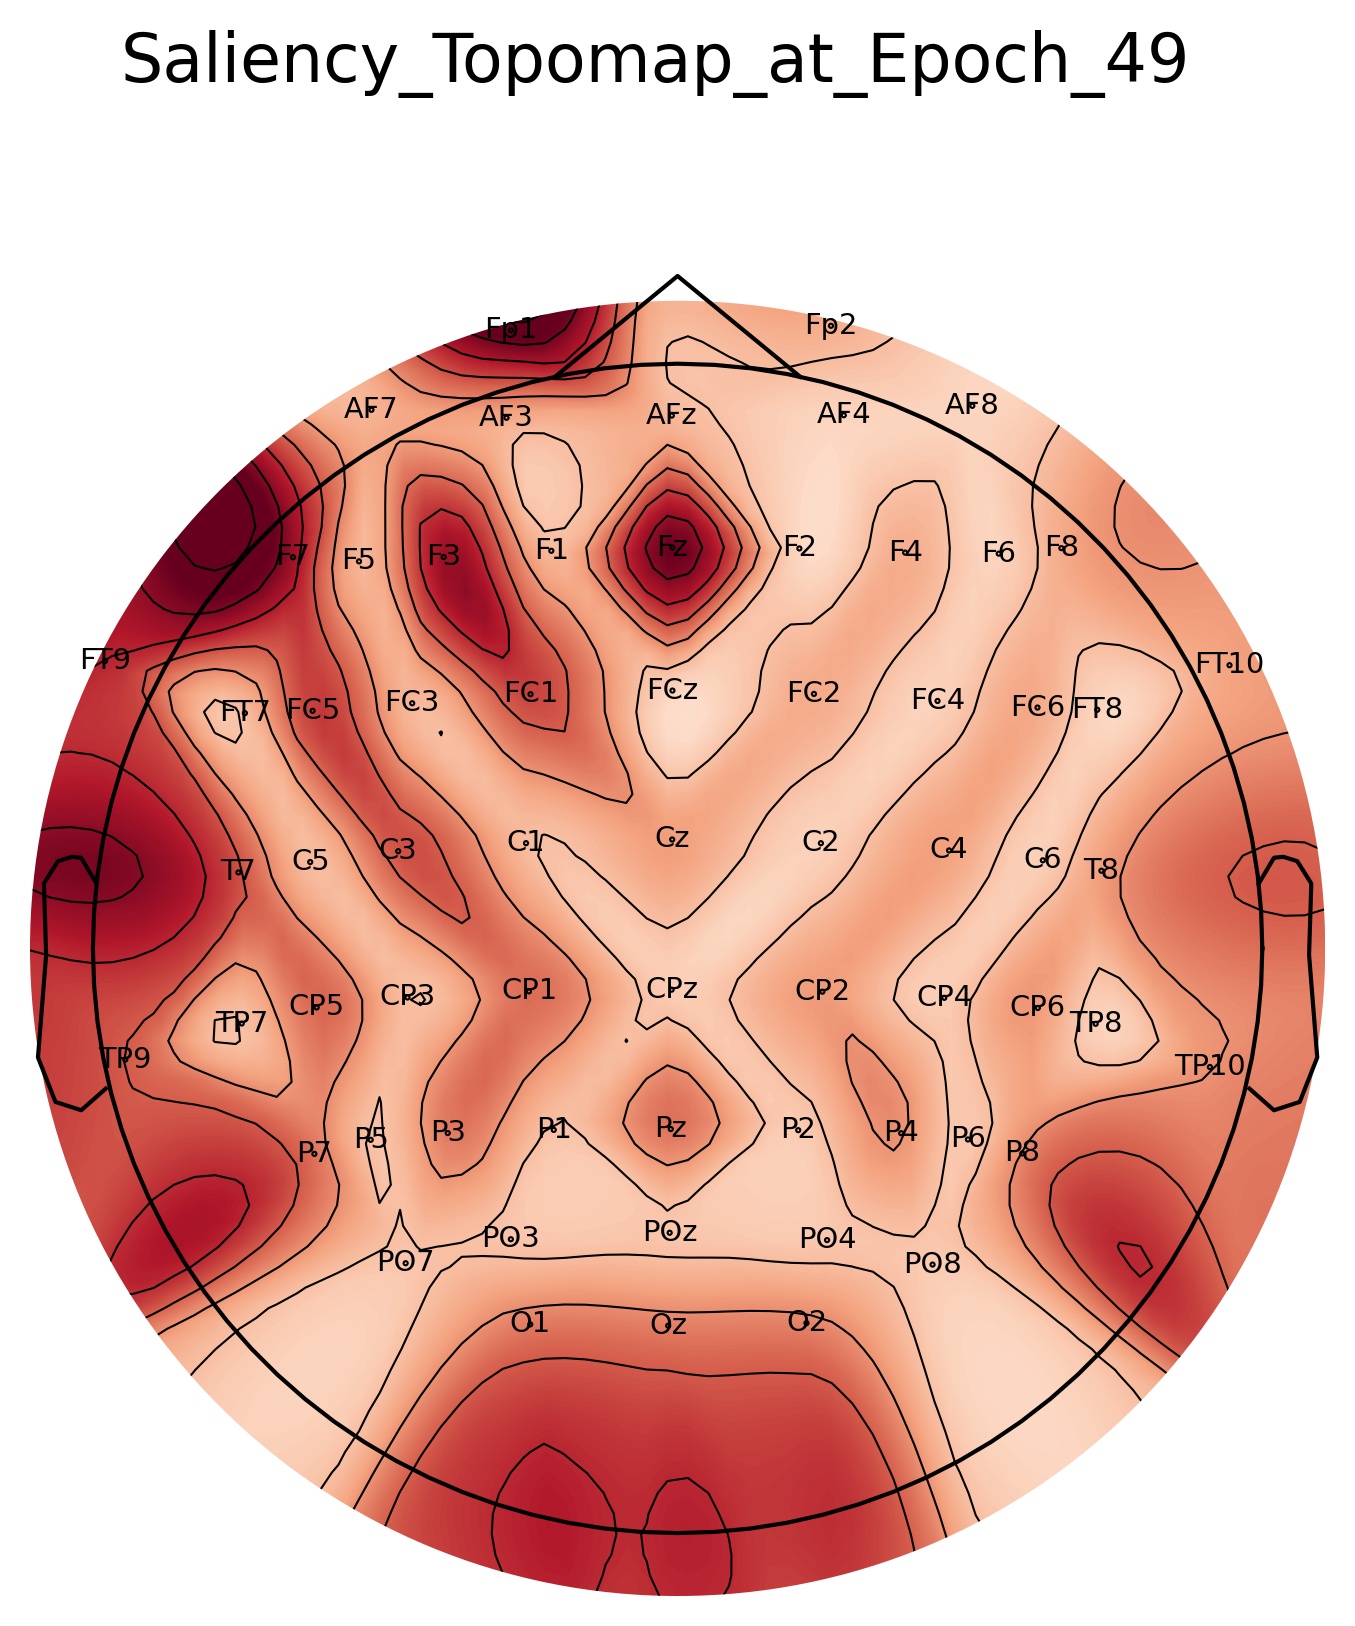 Saliency_Topomap_at_Epoch_49
Fp1 Fp2
AF7 AF3 AFz AF4 AF8
F7 F5 F3 F1 Fz F2 F4 F6 F8
FT9 FT10
FT7 FC5 FC3 FC1 FCz FC2 FC4 FC6 FT8
T7 C5 C3 C1 Cz C2 C4 C6 T8
TP7 CP5 CP3 CP1 CPz CP2 CP4 CP6 TP8
TP9 TP10
P7 P5 P3 P1 Pz P2 P4 P6 P8
PO7 PO3 POz PO4 PO8
O1 Oz O2